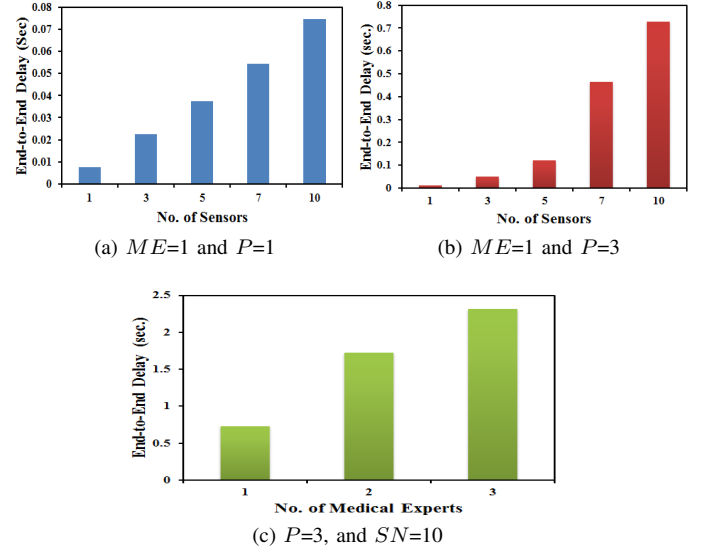 End-to-End Delay (Sec)
0.08
0.07
0.06
0.05
0.04
0.03
0.02
0.01
0
1 3 5 7 10
No. of Sensors
(a) ME=1 and P=1
End-to-End Delay (sec.)
0.8
0.7
0.6
0.5
0.4
0.3
0.2
0.1
0
1 3 5 7 10
No. of Sensors
(b) ME=1 and P=3
End-to-End Delay (sec.)
2.5
2
1.5
1
0.5
0
1 2 3
No. of Medical Experts
(c) P=3, and SN=10